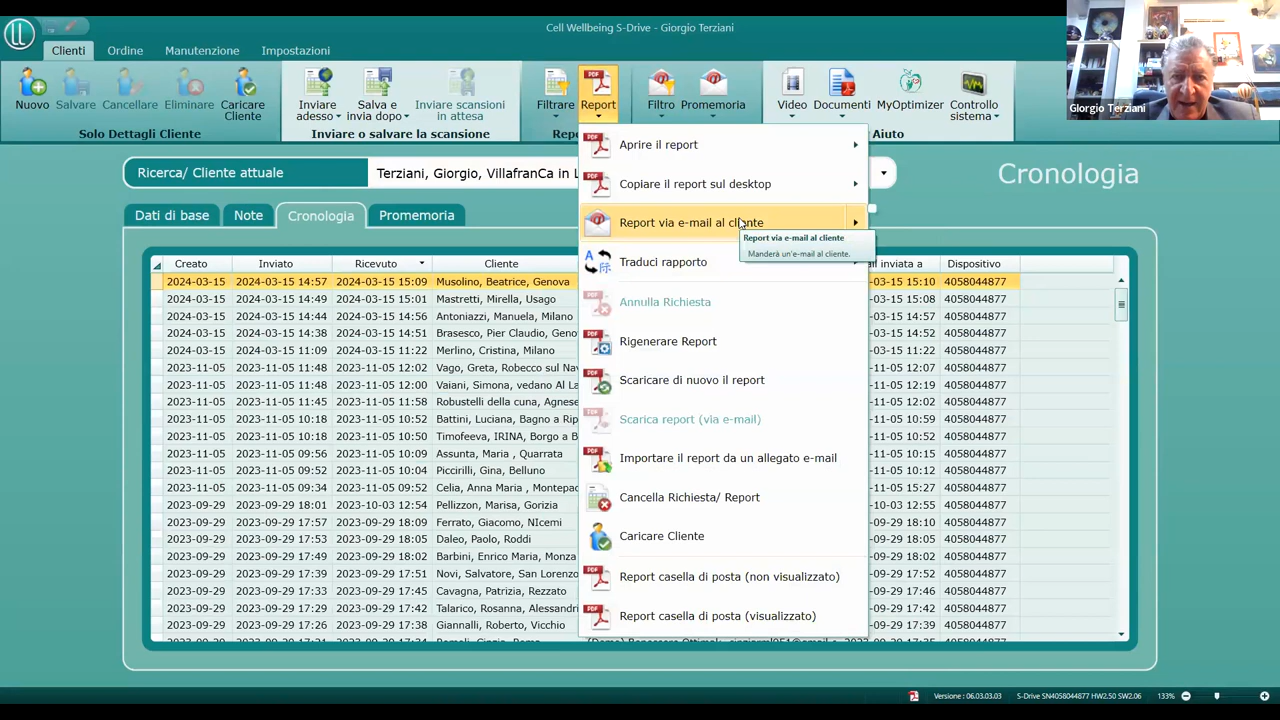 Cell Wellbeing S-Drive - Giorgio Terziani
Clienti Ordine Manutenzione Impostazioni
Nuovo Salvare Cancellare Eliminare Caricare Cliente
Inviare adesso Salva e invia dopo Inviare scansioni in attesa
Filtrare Report Filtro Promemoria
Video Documenti MyOptimizer Controllo sistema
Solo Dettagli Cliente Inviare o salvare la scansione Aiuto
Giorgio Terziani
Ricerca/ Cliente attuale
Terziani, Giorgio, VillafranCa in
Cronologia
Dati di base Note Cronologia Promemoria
Aprire il report
Copiare il report sul desktop
Report via e-mail al cliente
Report via e-mail al cliente
Manderà un'e-mail al cliente.
Traduci rapporto
Annulla Richiesta
Rigenerare Report
Scaricare di nuovo il report
Scarica report (via e-mail)
Importare il report da un allegato e-mail
Cancella Richiesta/ Report
Caricare Cliente
Report casella di posta (non visualizzato)
Report casella di posta (visualizzato)
Creato Inviato Ricevuto Cliente inviata a Dispositivo
2024-03-15 2024-03-15 14:57 2024-03-15 15:09 Musolino, Beatrice, Genova -03-15 15:10 4058044877
2024-03-15 2024-03-15 14:52 2024-03-15 15:07 Mastretti, Mirella, Usago -03-15 15:08 4058044877
2024-03-15 2024-03-15 14:44 2024-03-15 14:56 Antoniazzi, Manuela, Milano -03-15 14:57 4058044877
2024-03-15 2024-03-15 14:38 2024-03-15 14:51 Brasesco, Pier Claudio, Geno -03-15 14:52 4058044877
2024-03-15 2024-03-15 11:09 2024-03-15 11:22 Merlino, Cristina, Milano -03-15 11:23 4058044877
2023-11-05 2023-11-05 11:48 2023-11-05 12:02 Vago, Greta, Robecco sul Nav -11-05 12:07 4058044877
2023-11-05 2023-11-05 11:48 2023-11-05 12:00 Vaiani, Simona, vedano Al L -11-05 12:19 4058044877
2023-11-05 2023-11-05 11:45 2023-11-05 11:58 Robustelli della cuna, Agnese -11-05 12:03 4058044877
2023-11-05 2023-11-05 10:18 2023-11-05 10:52 Battini, Luciana, Bagno a Rip -11-05 10:59 4058044877
2023-11-05 2023-11-05 10:18 2023-11-05 10:50 Timofeeva, IRINA, Borgo a B -11-05 10:56 4058044877
2023-11-05 2023-11-05 09:56 2023-11-05 10:09 Assunta, Maria , Quarrata -11-05 10:15 4058044877
2023-11-05 2023-11-05 09:52 2023-11-05 10:04 Piccirilli, Gina, Belluno -11-05 10:12 4058044877
2023-11-05 2023-11-05 09:34 2023-11-05 09:47 Celia, Anna Maria , Montepac -11-05 15:27 4058044877
2023-09-29 2023-09-29 18:01 2023-10-03 12:54 Pellizzon, Marisa, Gorizia -10-03 12:55 4058044877
2023-09-29 2023-09-29 17:57 2023-09-29 18:09 Ferrato, Giacomo, NIcemi -09-29 18:10 4058044877
2023-09-29 2023-09-29 17:53 2023-09-29 18:05 Daleo, Paolo, Roddi -09-29 18:05 4058044877
2023-09-29 2023-09-29 17:49 2023-09-29 18:01 Barbini, Enrico Maria, Monza -09-29 18:02 4058044877
2023-09-29 2023-09-29 17:39 2023-09-29 17:51 Novi, Salvatore, San Lorenzo -09-29 17:52 4058044877
2023-09-29 2023-09-29 17:33 2023-09-29 17:45 Cavagna, Patrizia, Rezzato -09-29 17:46 4058044877
2023-09-29 2023-09-29 17:29 2023-09-29 17:42 Talarico, Rosanna, Alessandri -09-29 17:42 4058044877
2023-09-29 2023-09-29 17:26 2023-09-29 17:38 Giannioli, Roberto, Vicchio -09-29 17:39 4058044877
Versione : 06.03.03.03 S-Drive SN4058044877 HW2.50 SW2.06 133%